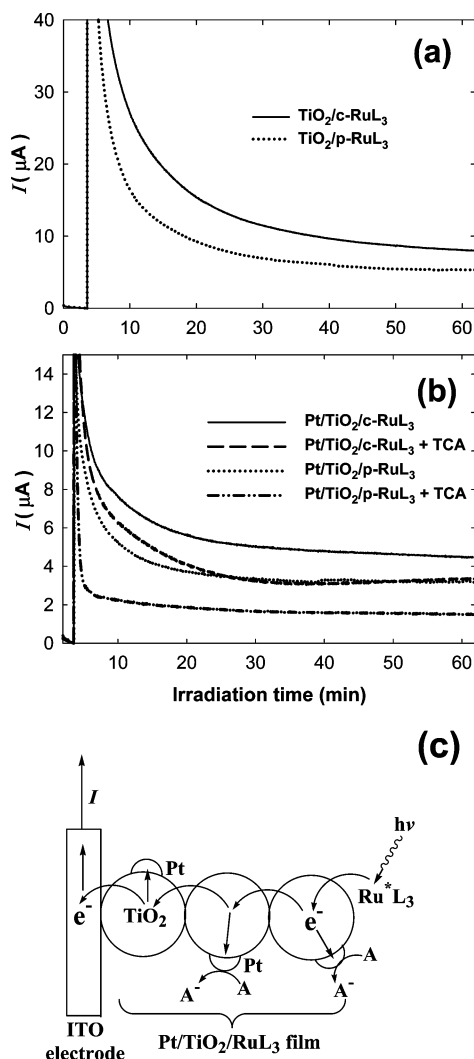 (a)
40
30
20
10
0
I (μA)
TiO2/c-RuL3
TiO2/p-RuL3
0 10 20 30 40 50 60
(b)
14
12
10
8
6
4
2
0
I (μA)
Pt/TiO2/c-RuL3
Pt/TiO2/c-RuL3 + TCA
Pt/TiO2/p-RuL3
Pt/TiO2/p-RuL3 + TCA
10 20 30 40 50 60
Irradiation time (min)
(c)
I
hν
Pt
Ru*L3
e-
TiO2
e-
A
Pt
A-
A
A-
ITO
electrode
Pt/TiO2/RuL3 film